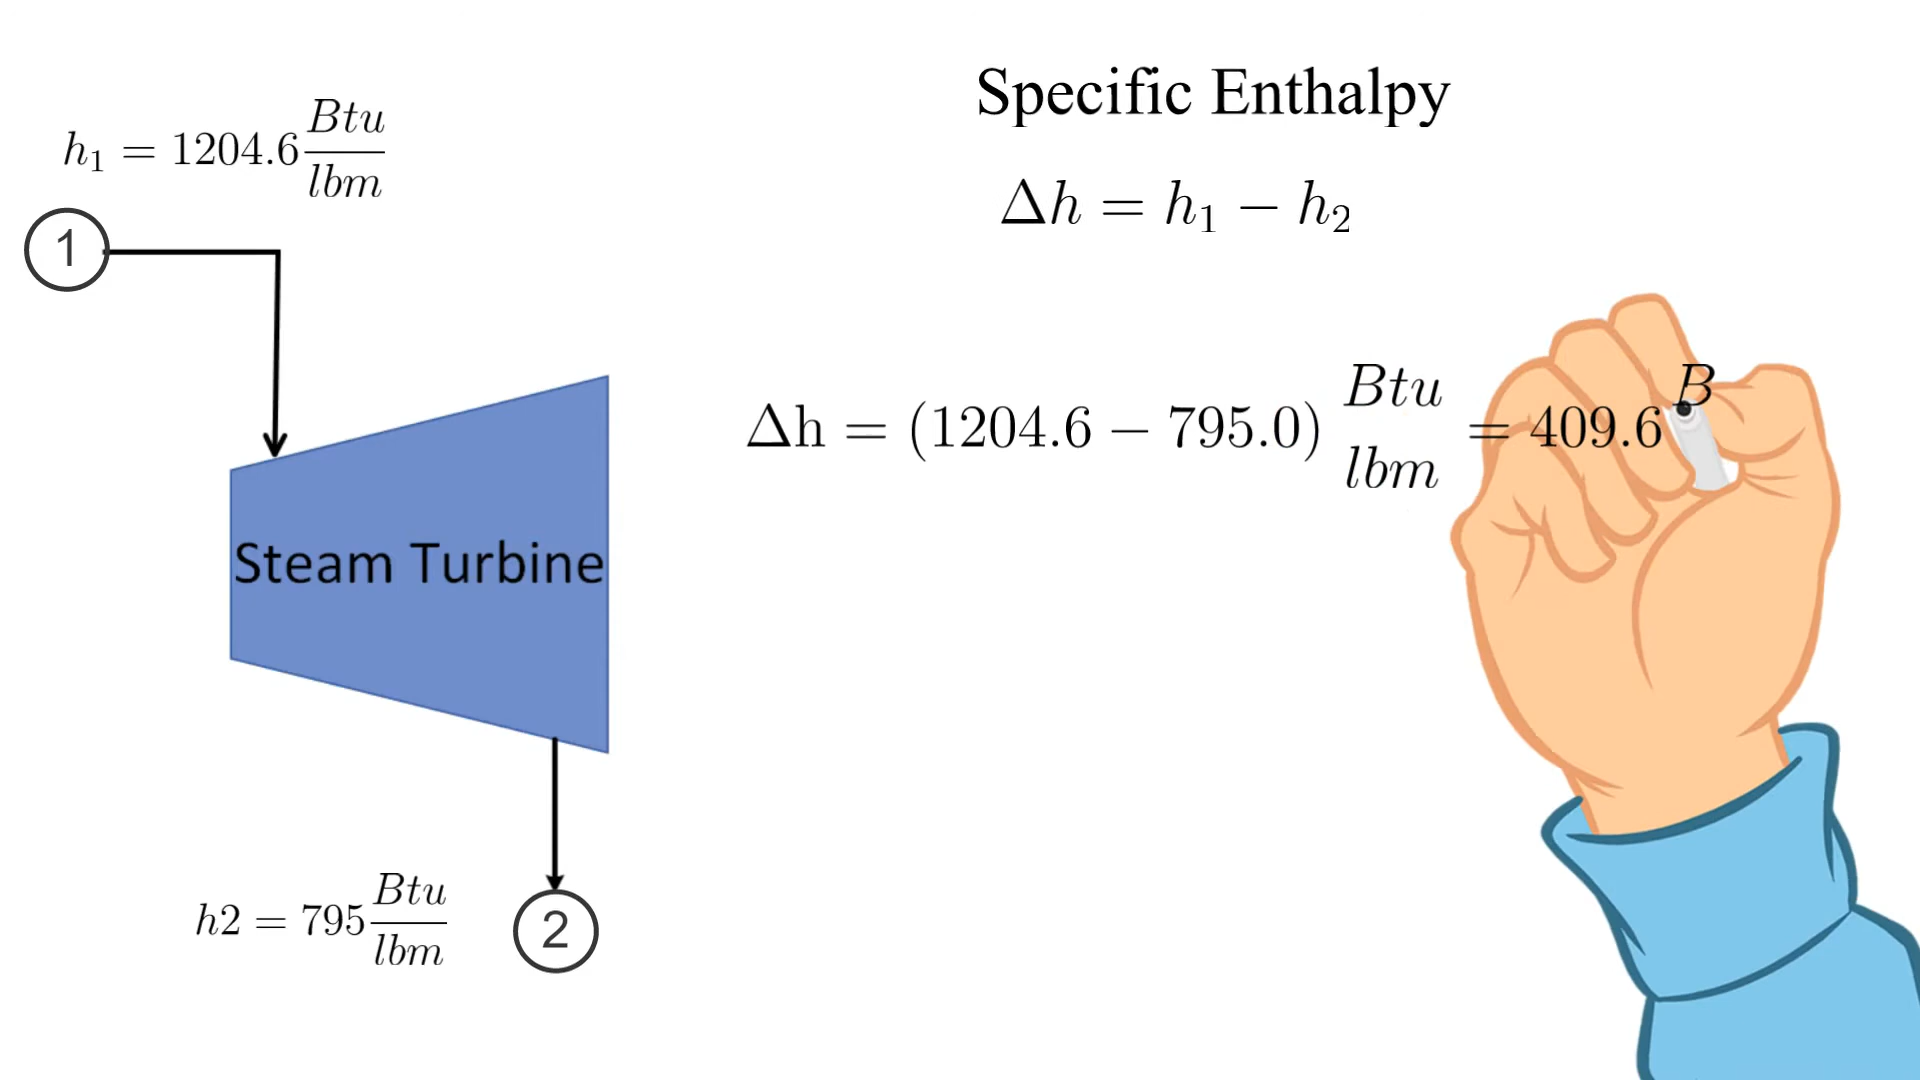 Specific Enthalpy
h₁ = 1204.6 Btu/lbm
Δh = h₁ − h₂
1
Δh = (1204.6 − 795.0) Btu/lbm = 409.6 B
Steam Turbine
h2 = 795 Btu/lbm
2